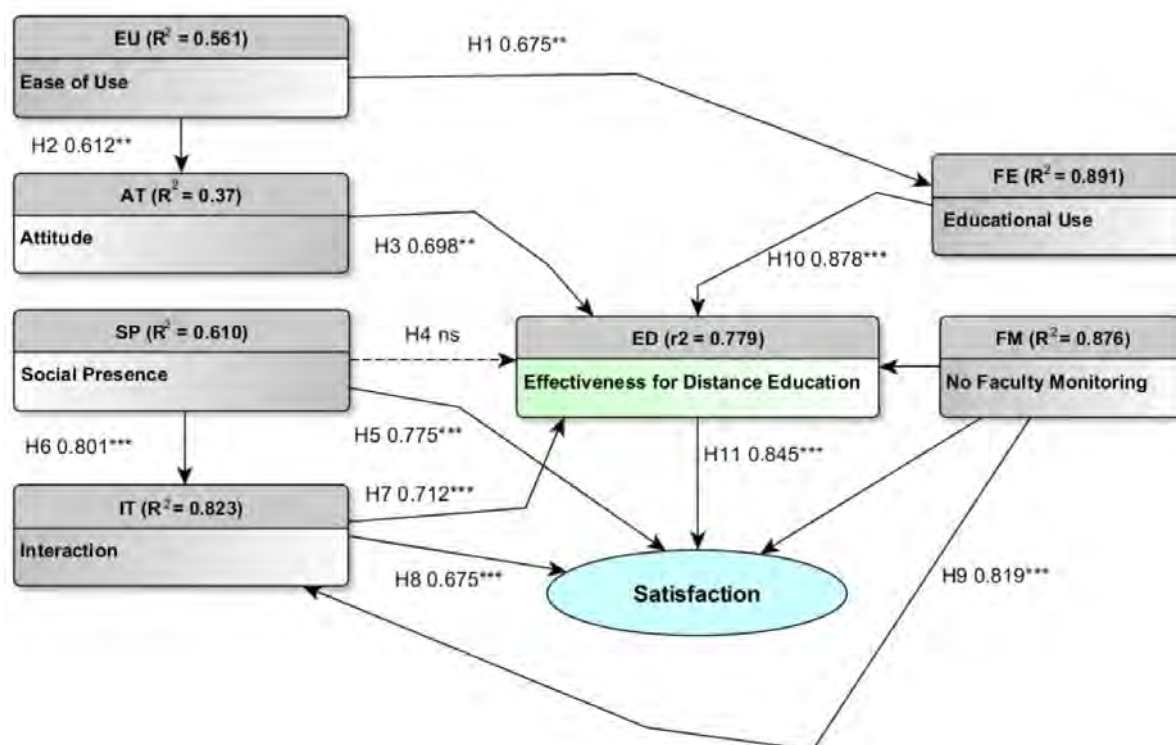 EU (R² = 0.561)
Ease of Use
H1 0.675**
H2 0.612**
AT (R² = 0.37)
Attitude
H3 0.698**
FE (R² = 0.891)
Educational Use
H10 0.878***
SP (R² = 0.610)
Social Presence
H4 ns
ED (r2 = 0.779)
Effectiveness for Distance Education
FM (R² = 0.876)
No Faculty Monitoring
H6 0.801***
H5 0.775***
H11 0.845***
IT (R² = 0.823)
Interaction
H7 0.712***
H8 0.675***
H9 0.819***
Satisfaction